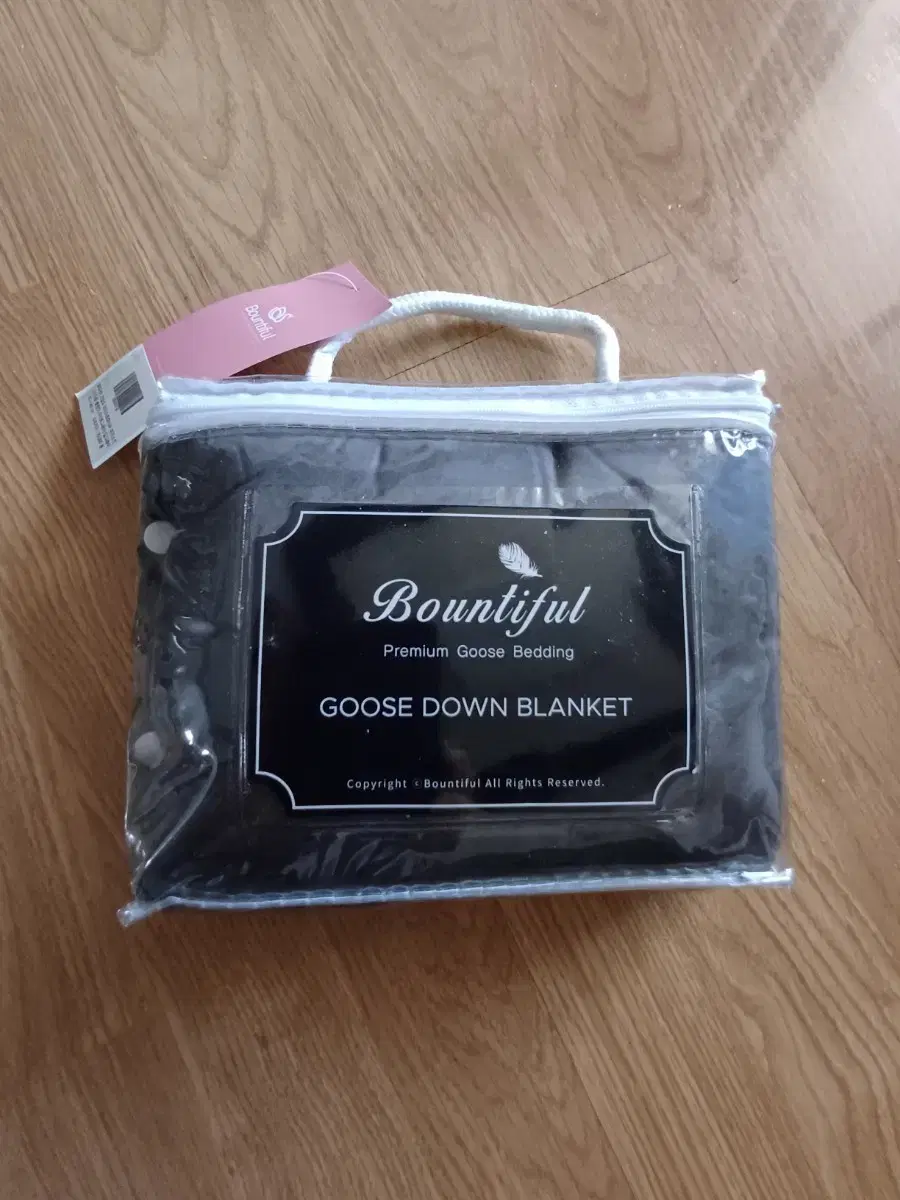 Bountiful
Bountiful
Premium Goose Bedding
GOOSE DOWN BLANKET
Copyright ©Bountiful All Rights Reserved.